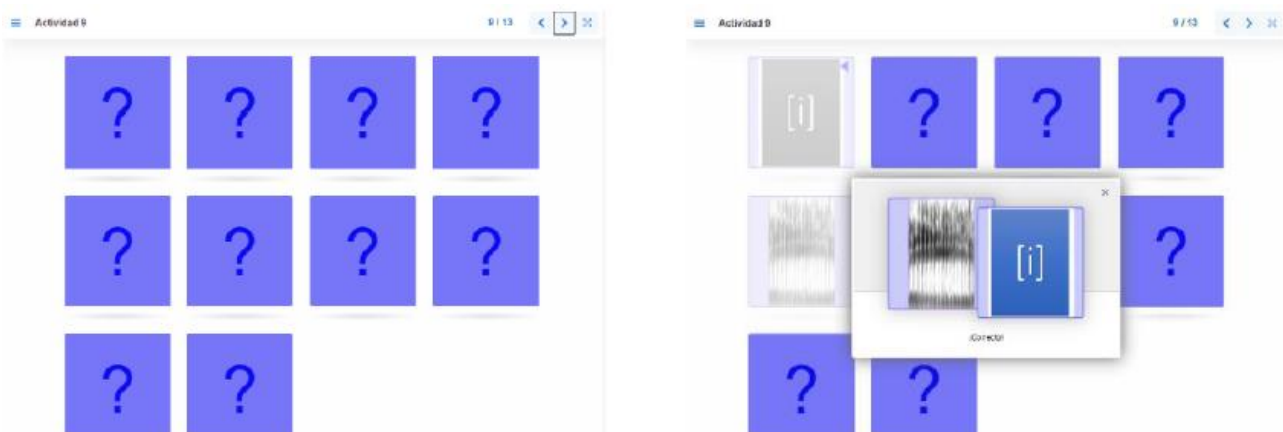 Actividad 9
9 / 13
? ? ? ?
? ? ? ?
? ?
Actividad 9
9 / 13
[i] ? ? ?
?
[i]
¡Correcto!
? ?